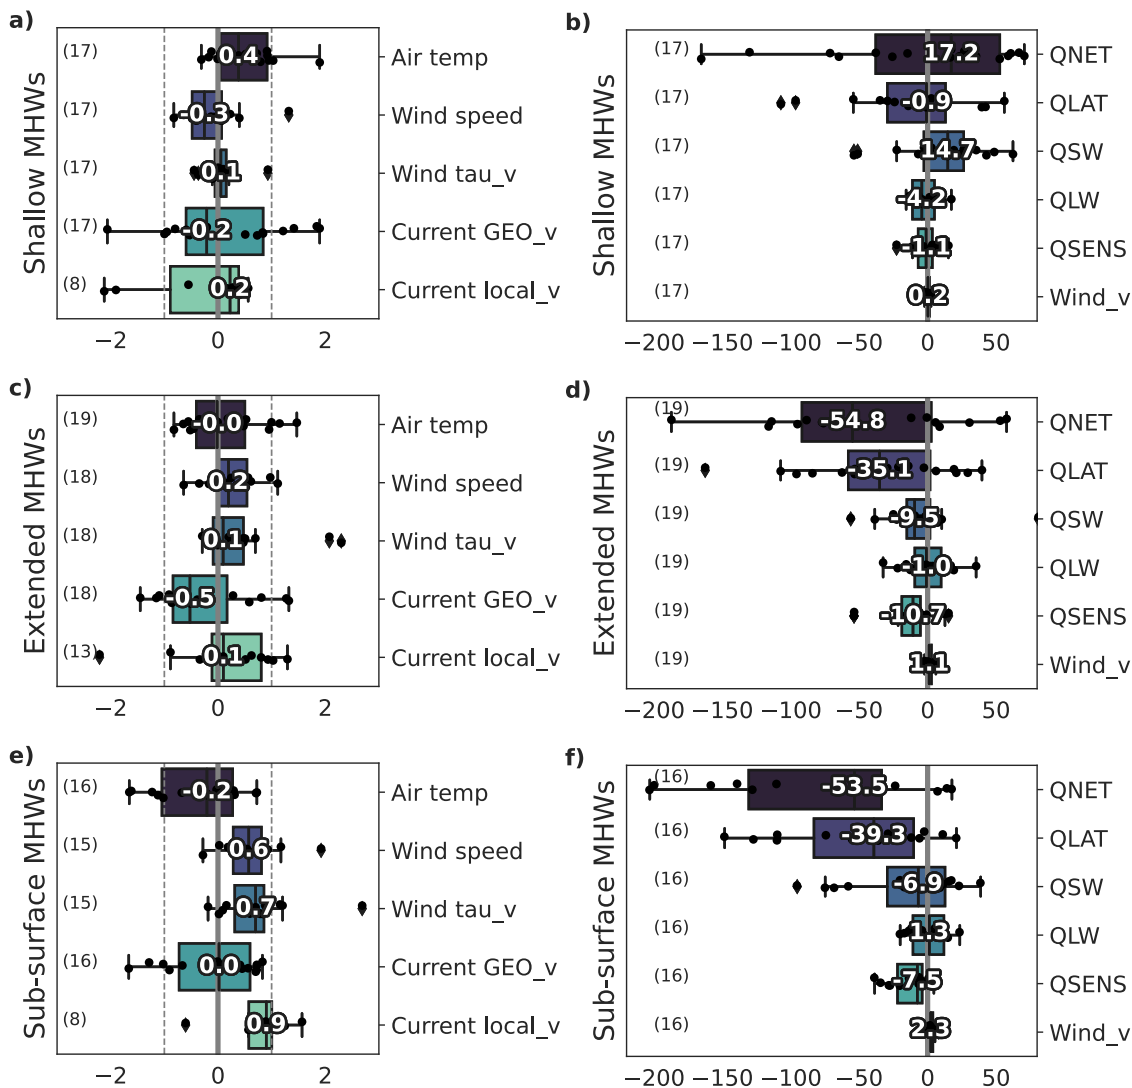 a)
Shallow MHWs
(17) 0.4 Air temp
(17) -0.3 Wind speed
(17) 0.1 Wind tau_v
(17) -0.2 Current GEO_v
(8) 0.2 Current local_v
−2 0 2
b)
Shallow MHWs
(17) 17.2 QNET
(17) -0.9 QLAT
(17) 14.7 QSW
(17) -4.2 QLW
(17) -1.1 QSENS
(17) 0.2 Wind_v
−200 −150 −100 −50 0 50
c)
Extended MHWs
(19) -0.0 Air temp
(18) 0.2 Wind speed
(18) 0.1 Wind tau_v
(18) -0.5 Current GEO_v
(13) 0.1 Current local_v
−2 0 2
d)
Extended MHWs
(19) -54.8 QNET
(19) -35.1 QLAT
(19) -9.5 QSW
(19) -1.0 QLW
(19) -10.7 QSENS
(19) 1.1 Wind_v
−200 −150 −100 −50 0 50
e)
Sub-surface MHWs
(16) -0.2 Air temp
(15) 0.6 Wind speed
(15) 0.7 Wind tau_v
(16) 0.0 Current GEO_v
(8) 0.9 Current local_v
−2 0 2
f)
Sub-surface MHWs
(16) -53.5 QNET
(16) -39.3 QLAT
(16) -6.9 QSW
(16) 1.3 QLW
(16) -7.5 QSENS
(16) 2.3 Wind_v
−200 −150 −100 −50 0 50